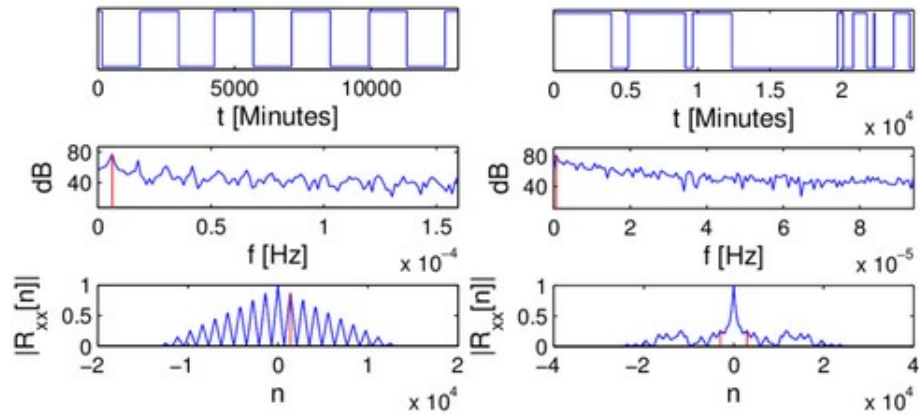 0 5000 10000
t [Minutes]
0 0.5 1 1.5 2
t [Minutes]
x 10^4
80
40
dB
0 0.5 1 1.5
f [Hz]
x 10^-4
80
40
dB
0 2 4 6 8
f [Hz]
x 10^-5
1
0.5
0
|R_xx[n]|
−2 −1 0 1 2
n
x 10^4
1
0.5
0
|R_xx[n]|
−4 −2 0 2 4
n
x 10^4